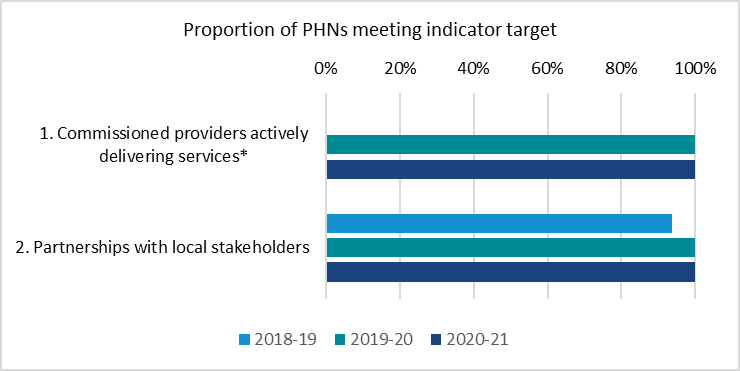 Proportion of PHNs meeting indicator target
0% 20% 40% 60% 80% 100%
1. Commissioned providers actively
delivering services*
2. Partnerships with local stakeholders
2018-19 2019-20 2020-21